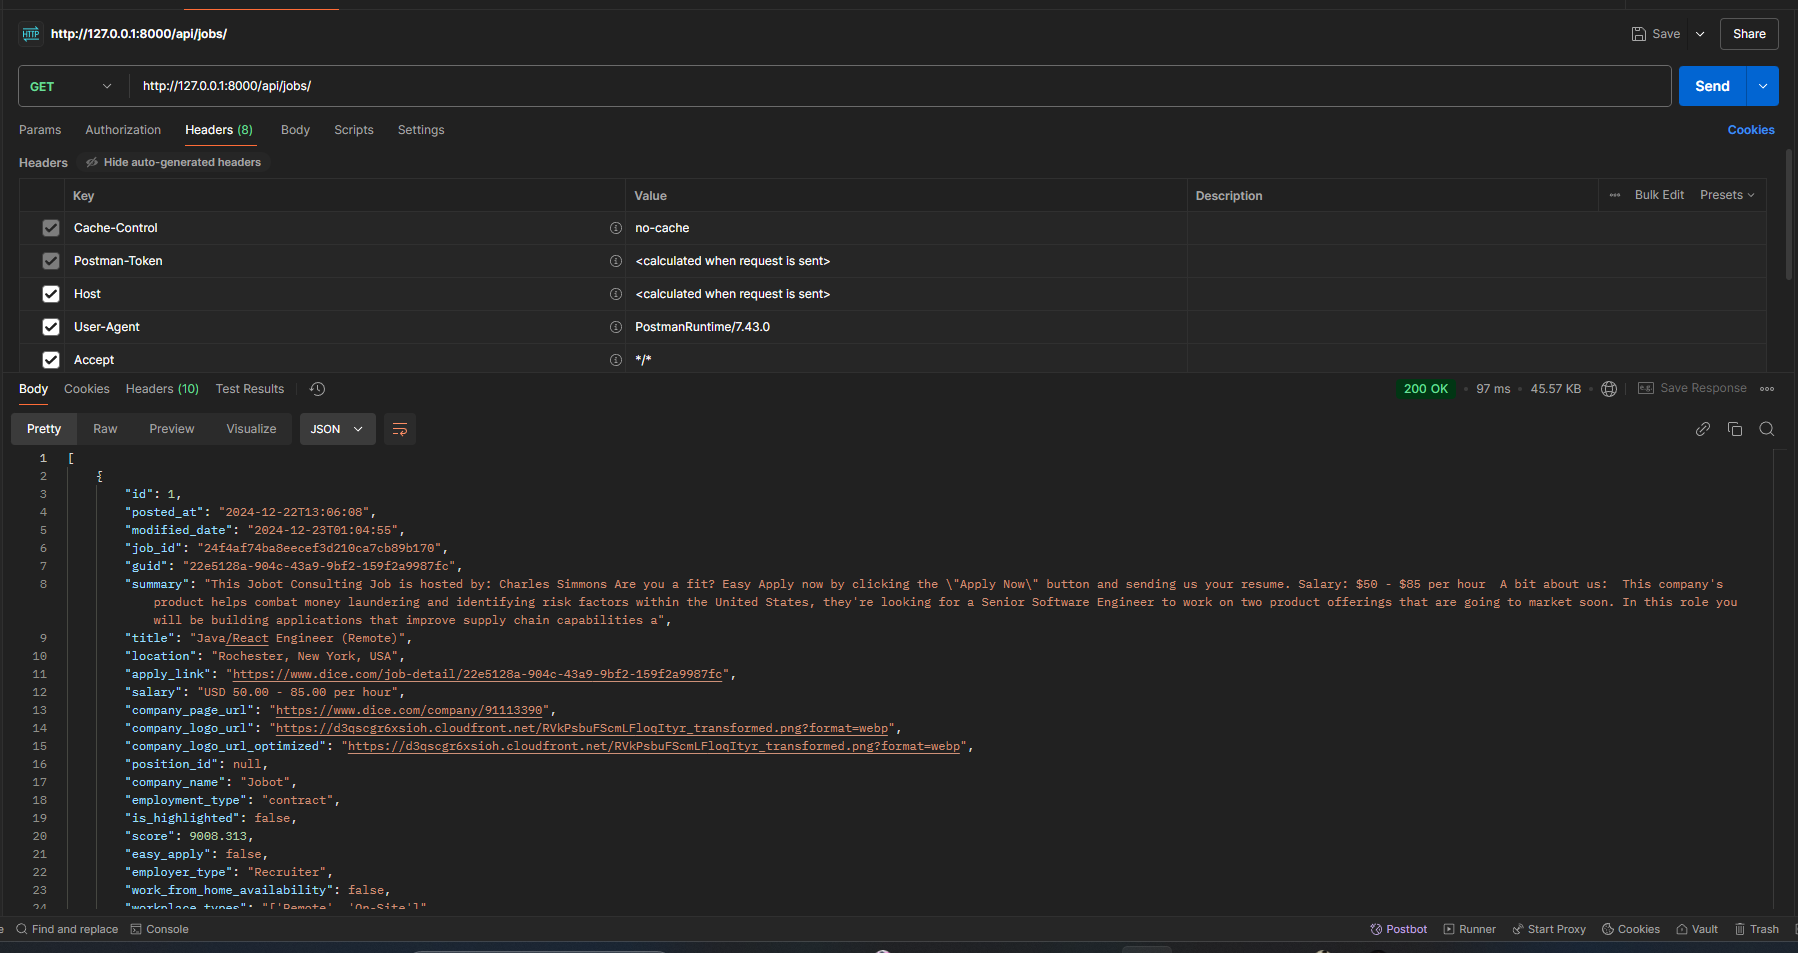 http://127.0.0.1:8000/api/jobs/
Save
Share
GET
http://127.0.0.1:8000/api/jobs/
Send
Params Authorization Headers (8) Body Scripts Settings
Cookies
Headers Hide auto-generated headers
Key Value Description Bulk Edit Presets
Cache-Control no-cache
Postman-Token <calculated when request is sent>
Host <calculated when request is sent>
User-Agent PostmanRuntime/7.43.0
Accept */*
Body Cookies Headers (10) Test Results
200 OK • 97 ms • 45.57 KB
e.g. Save Response
Pretty Raw Preview Visualize JSON
1 [
2 {
3 "id": 1,
4 "posted_at": "2024-12-22T13:06:08",
5 "modified_date": "2024-12-23T01:04:55",
6 "job_id": "24f4af74ba8eecef3d210ca7cb89b170",
7 "guid": "22e5128a-904c-43a9-9bf2-159f2a9987fc",
8 "summary": "This Jobot Consulting Job is hosted by: Charles Simmons Are you a fit? Easy Apply now by clicking the \"Apply Now\" button and sending us your resume. Salary: $50 - $85 per hour  A bit about us:  This company's
product helps combat money laundering and identifying risk factors within the United States, they're looking for a Senior Software Engineer to work on two product offerings that are going to market soon. In this role you
will be building applications that improve supply chain capabilities a",
9 "title": "Java/React Engineer (Remote)",
10 "location": "Rochester, New York, USA",
11 "apply_link": "https://www.dice.com/job-detail/22e5128a-904c-43a9-9bf2-159f2a9987fc",
12 "salary": "USD 50.00 - 85.00 per hour",
13 "company_page_url": "https://www.dice.com/company/91113390",
14 "company_logo_url": "https://d3qscgr6xsioh.cloudfront.net/RVkPsbuFScmLFloqItyr_transformed.png?format=webp",
15 "company_logo_url_optimized": "https://d3qscgr6xsioh.cloudfront.net/RVkPsbuFScmLFloqItyr_transformed.png?format=webp",
16 "position_id": null,
17 "company_name": "Jobot",
18 "employment_type": "contract",
19 "is_highlighted": false,
20 "score": 9008.313,
21 "easy_apply": false,
22 "employer_type": "Recruiter",
23 "work_from_home_availability": false,
24 "workplace_types": "['Remote', 'On-Site']"
Find and replace Console
Postbot Runner Start Proxy Cookies Vault Trash